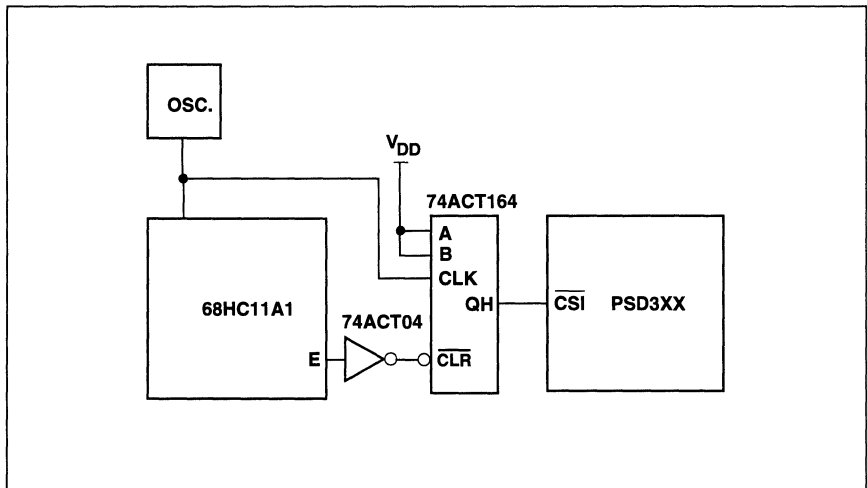 OSC.
VDD
74ACT164
A
B
CLK
QH
CSI
PSD3XX
68HC11A1
74ACT04
E
CLR